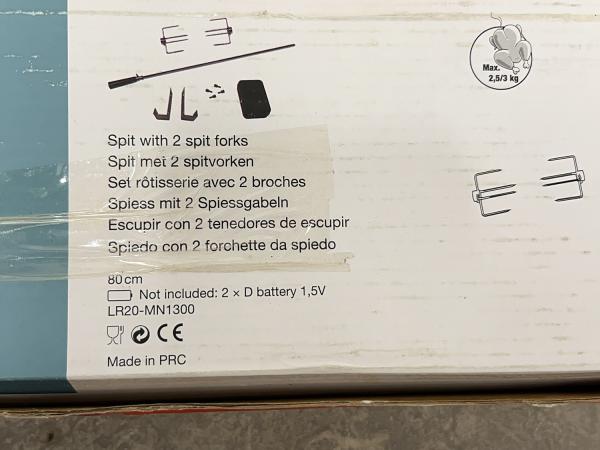 Max.
2,5/3 kg
Spit with 2 spit forks
Spit met 2 spitvorken
Set rôtisserie avec 2 broches
Spiess mit 2 Spiessgabeln
Escupir con 2 tenedores de escupir
Spiedo con 2 forchette da spiedo
80 cm
Not included: 2 × D battery 1,5V
LR20-MN1300
CE
Made in PRC